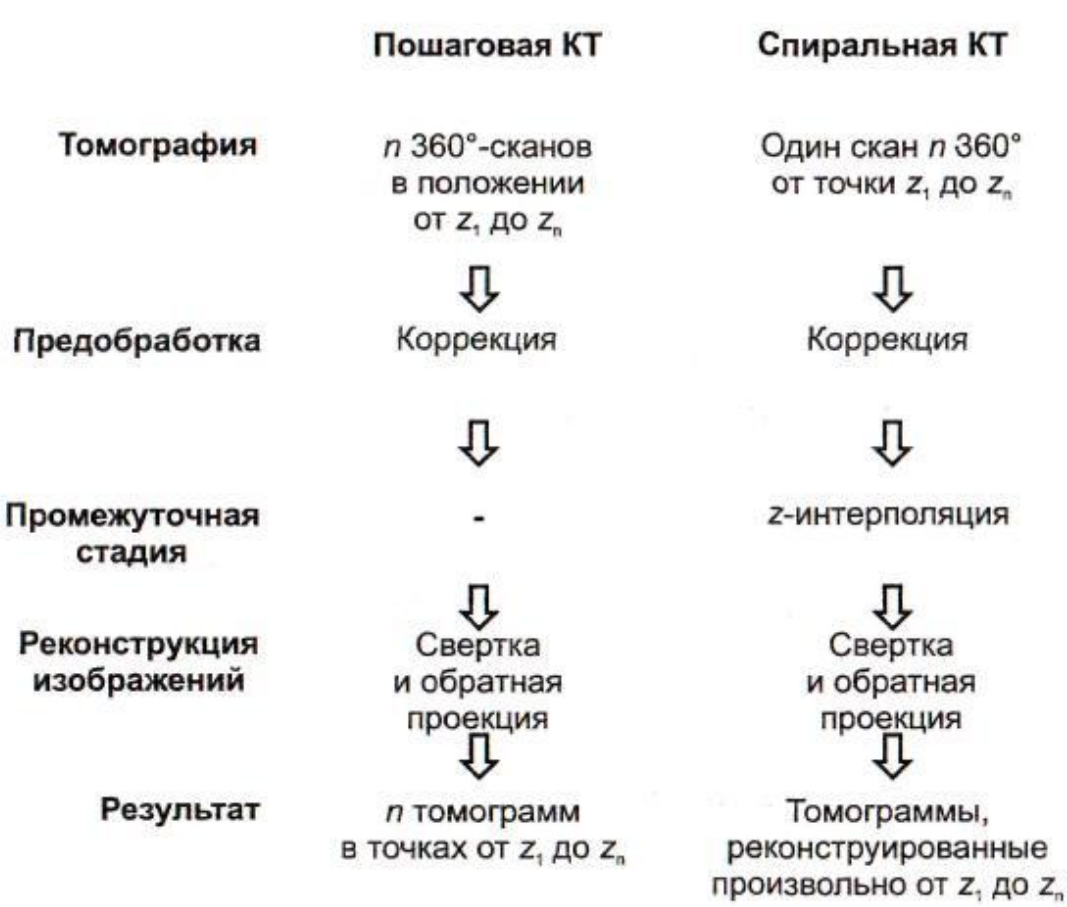 Пошаговая КТ Спиральная КТ
Томография n 360°-сканов Один скан n 360°
в положении от точки z₁ до zₙ
от z₁ до zₙ
Предобработка Коррекция Коррекция
Промежуточная - z-интерполяция
стадия
Реконструкция Свертка Свертка
изображений и обратная и обратная
проекция проекция
Результат n томограмм Томограммы,
в точках от z₁ до zₙ реконструированные
произвольно от z₁ до zₙ